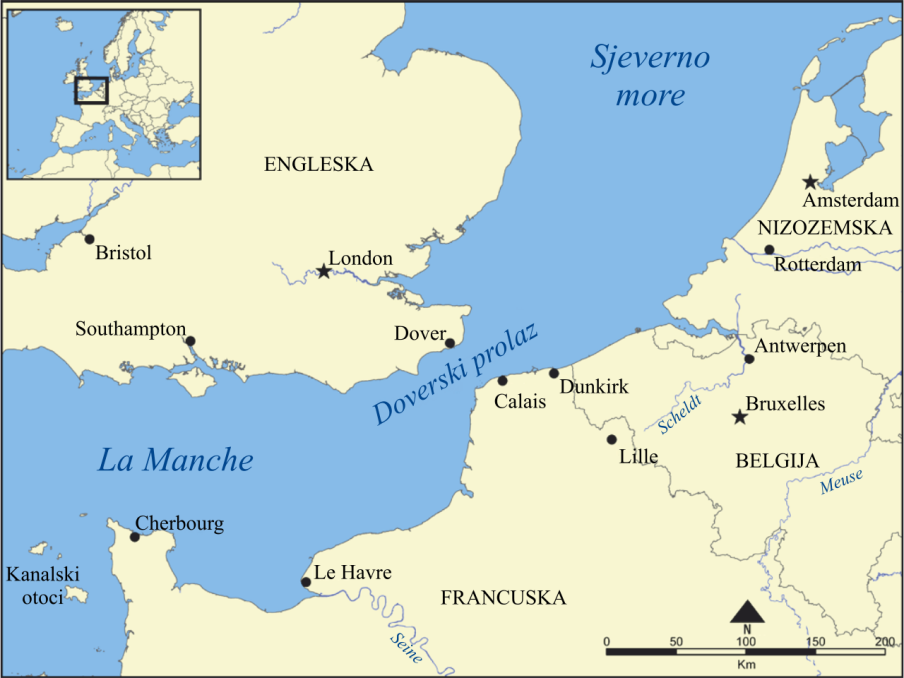 Sjeverno
more
ENGLESKA
Amsterdam
NIZOZEMSKA
Bristol
London
Rotterdam
Southampton
Dover
Doverski prolaz
Antwerpen
Calais
Dunkirk
Scheldt
Bruxelles
La Manche
Lille
BELGIJA
Meuse
Cherbourg
Kanalski
otoci
Le Havre
FRANCUSKA
Seine
N
0 50 100 150 200
Km